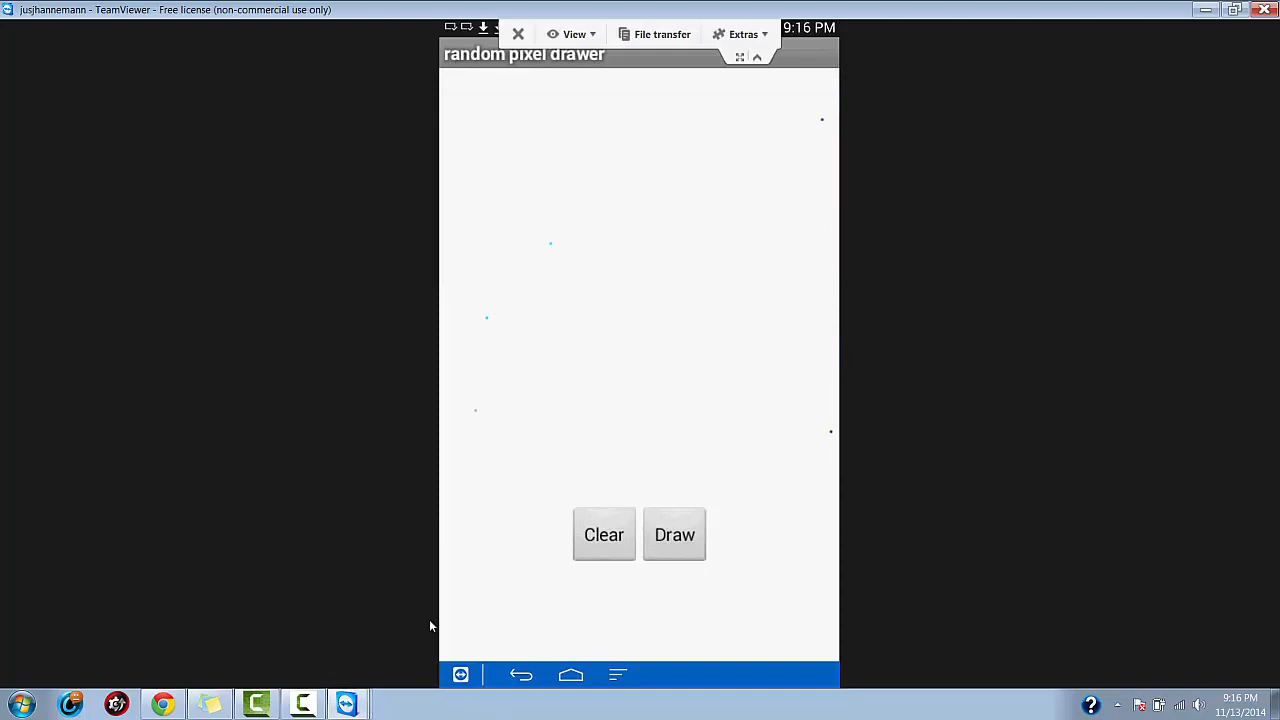 jusjhannemann - TeamViewer - Free license (non-commercial use only)
View File transfer Extras 9:16 PM
random pixel drawer
Clear Draw
9:16 PM
11/13/2014